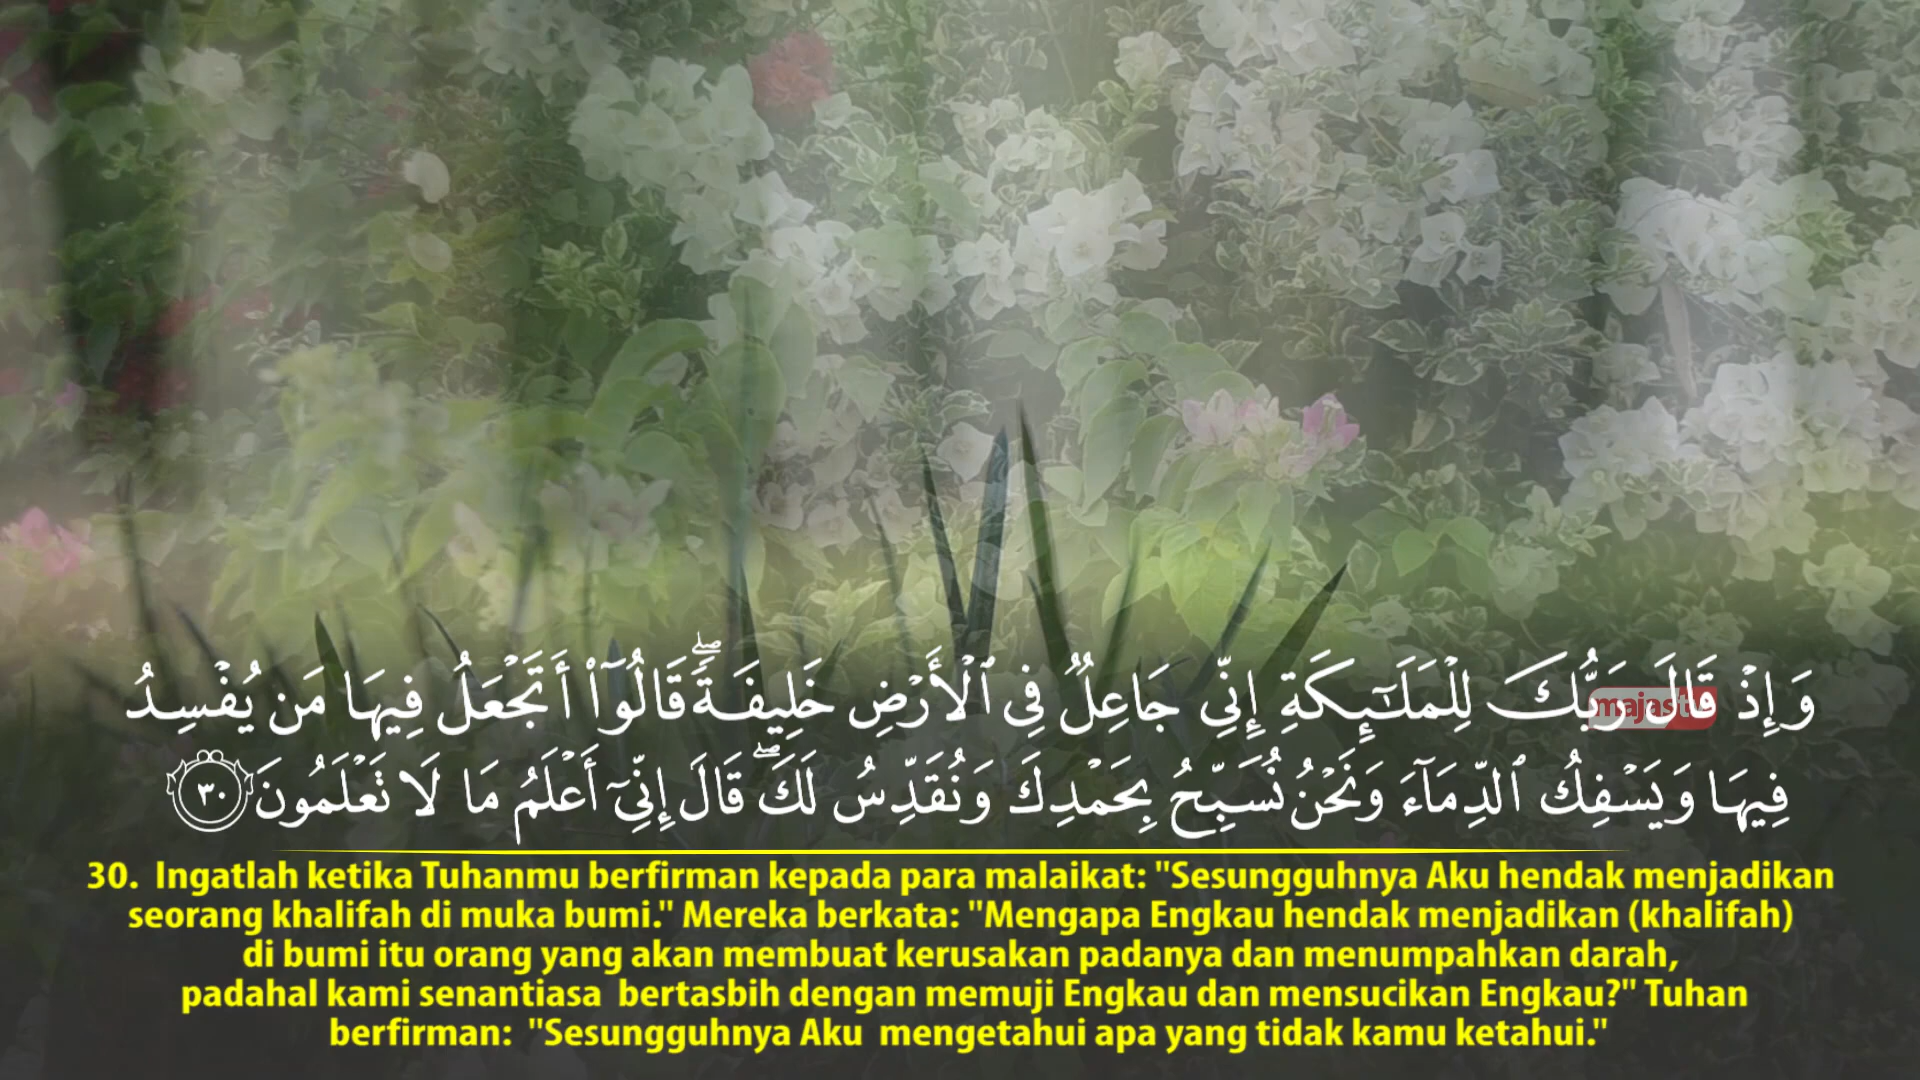 وَإِذْ قَالَ رَبُّكَ لِلْمَلَٰٓئِكَةِ إِنِّى جَاعِلٌ فِى ٱلْأَرْضِ خَلِيفَةً ۖ قَالُوٓا۟ أَتَجْعَلُ فِيهَا مَن يُفْسِدُ
فِيهَا وَيَسْفِكُ ٱلدِّمَآءَ وَنَحْنُ نُسَبِّحُ بِحَمْدِكَ وَنُقَدِّسُ لَكَ ۖ قَالَ إِنِّىٓ أَعْلَمُ مَا لَا تَعْلَمُونَ ٣٠
majasta
30. Ingatlah ketika Tuhanmu berfirman kepada para malaikat: "Sesungguhnya Aku hendak menjadikan
seorang khalifah di muka bumi." Mereka berkata: "Mengapa Engkau hendak menjadikan (khalifah)
di bumi itu orang yang akan membuat kerusakan padanya dan menumpahkan darah,
padahal kami senantiasa bertasbih dengan memuji Engkau dan mensucikan Engkau?" Tuhan
berfirman: "Sesungguhnya Aku mengetahui apa yang tidak kamu ketahui."